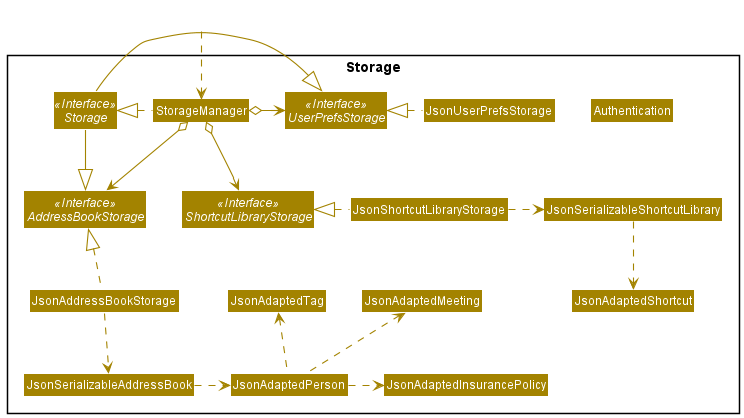 Storage
«Interface»
Storage
StorageManager
«Interface»
UserPrefsStorage
JsonUserPrefsStorage
Authentication
«Interface»
AddressBookStorage
«Interface»
ShortcutLibraryStorage
JsonShortcutLibraryStorage
JsonSerializableShortcutLibrary
JsonAddressBookStorage
JsonAdaptedTag
JsonAdaptedMeeting
JsonAdaptedShortcut
JsonSerializableAddressBook
JsonAdaptedPerson
JsonAdaptedInsurancePolicy